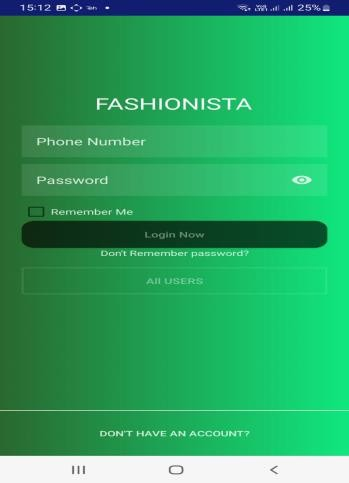 15:12 25%
FASHIONISTA
Phone Number
Password
Remember Me
Login Now
Don't Remember password?
All USERS
DON'T HAVE AN ACCOUNT?